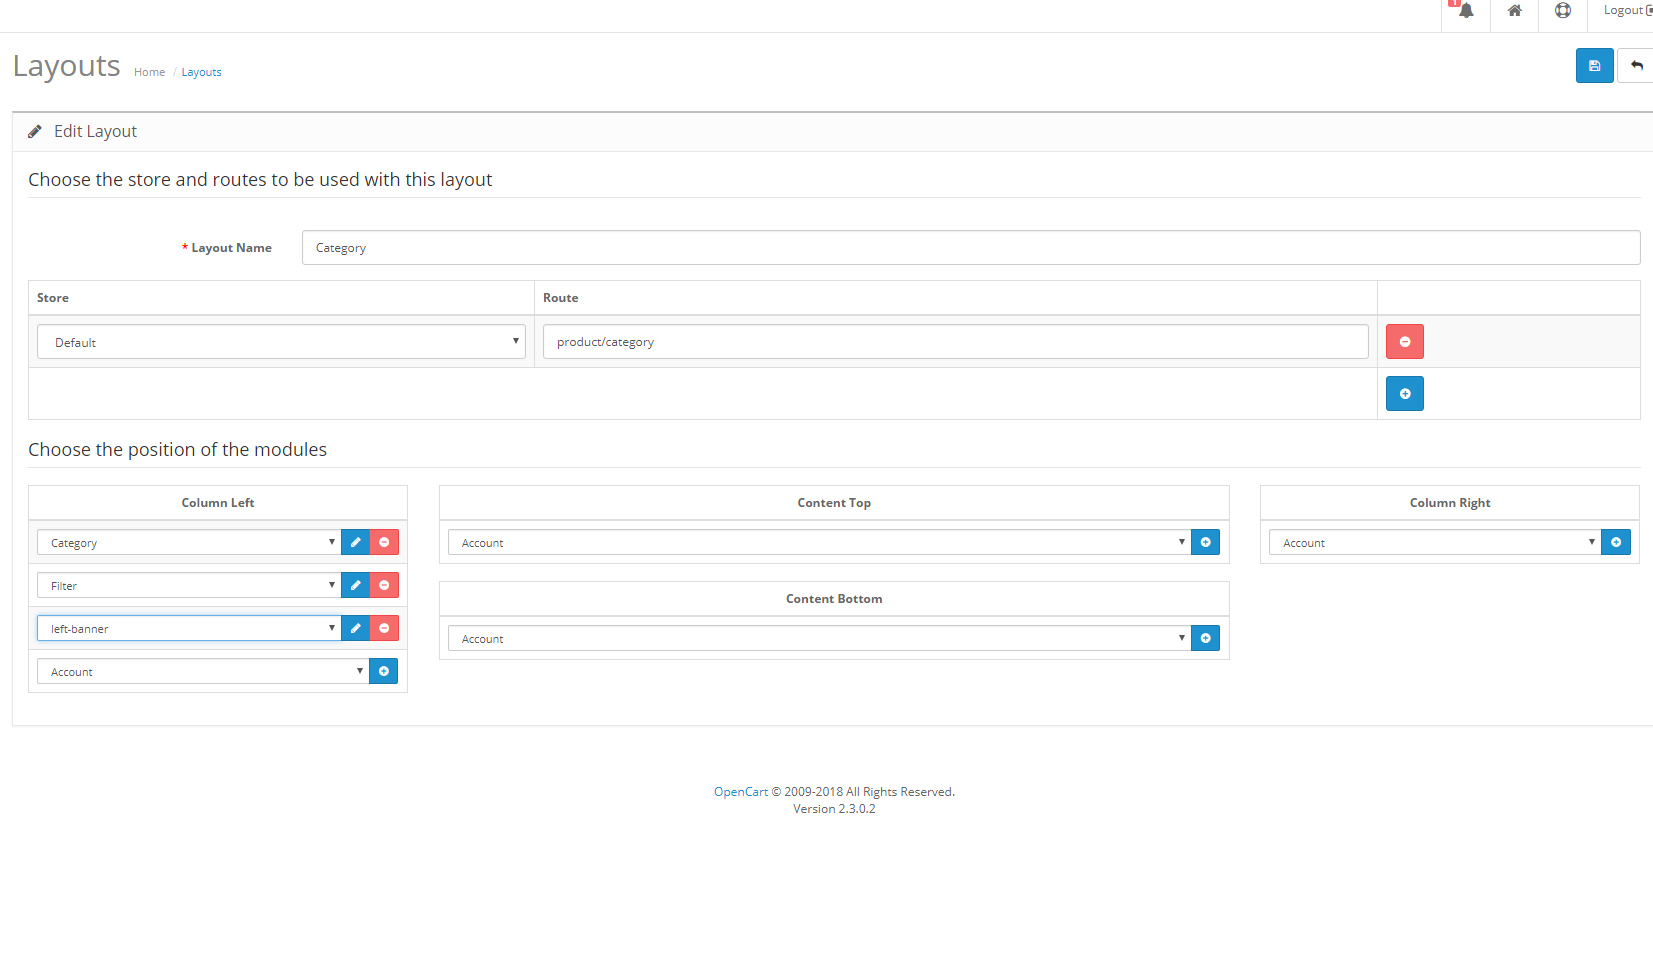 1
Logout
Layouts Home / Layouts
Edit Layout
Choose the store and routes to be used with this layout
* Layout Name Category
Store Route
Default product/category
Choose the position of the modules
Column Left Content Top Column Right
Category Account Account
Filter
Content Bottom
left-banner Account
Account
OpenCart © 2009-2018 All Rights Reserved.
Version 2.3.0.2